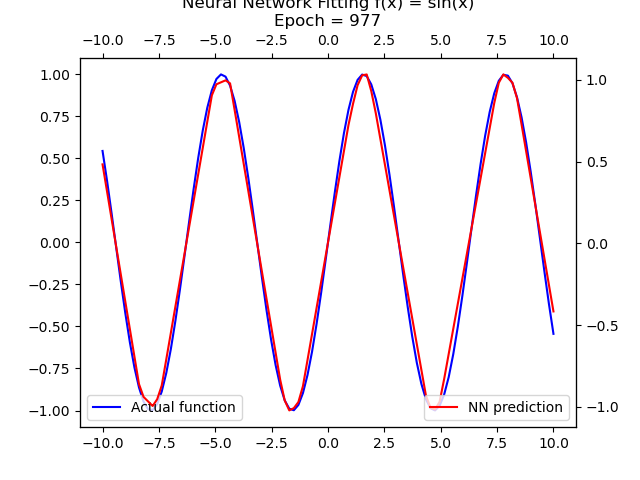 Neural Network Fitting f(x) = sin(x)
Epoch = 977
−10.0 −7.5 −5.0 −2.5 0.0 2.5 5.0 7.5 10.0
1.00 1.0
0.75
0.50 0.5
0.25
0.00 0.0
−0.25
−0.50 −0.5
−0.75
−1.00 −1.0
Actual function NN prediction
−10.0 −7.5 −5.0 −2.5 0.0 2.5 5.0 7.5 10.0